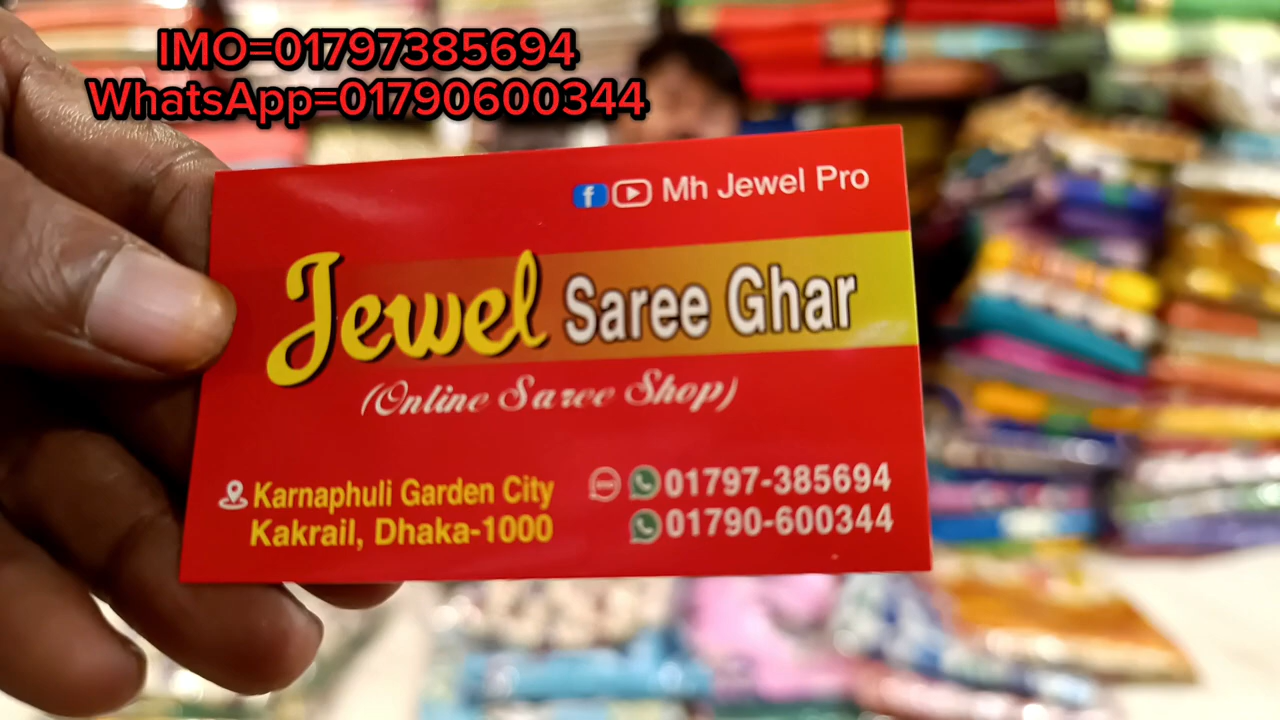 IMO=01797385694
WhatsApp=01790600344
Mh Jewel Pro
Jewel Saree Ghar
(Online Saree Shop)
Karnaphuli Garden City
Kakrail, Dhaka-1000
01797-385694
01790-600344